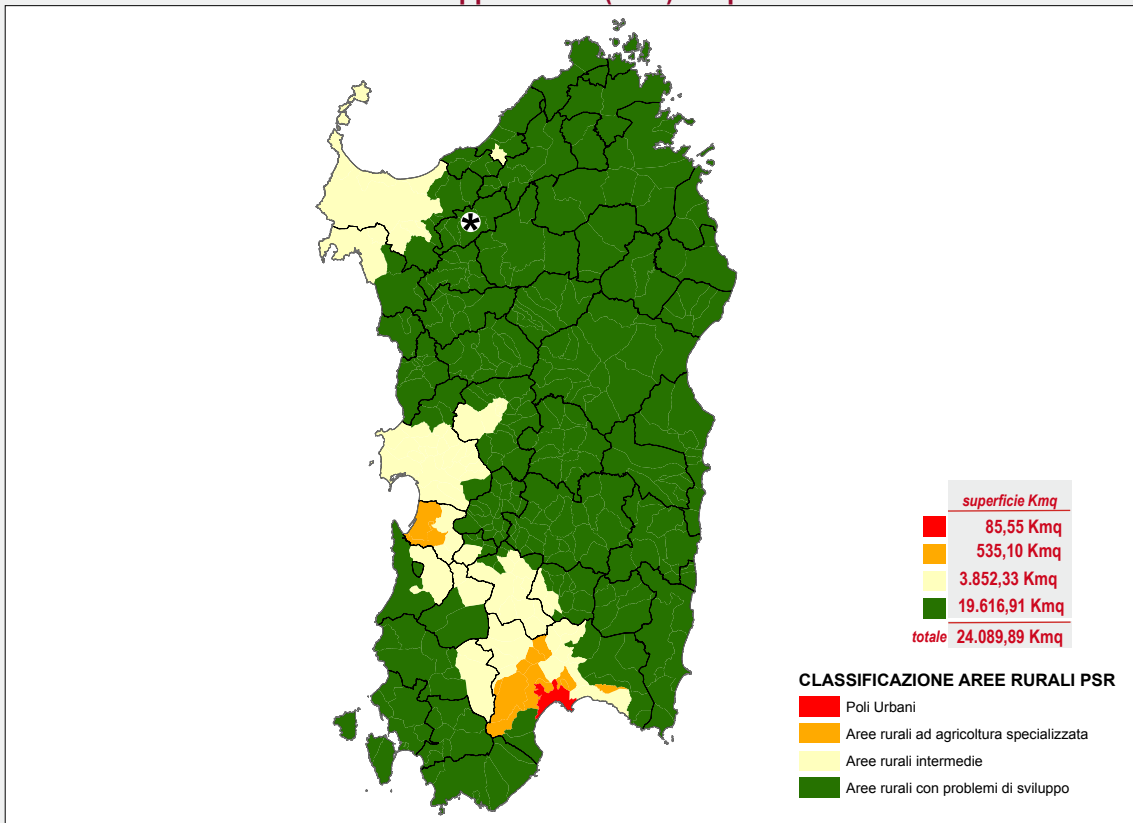 superficie Kmq
85,55 Kmq
535,10 Kmq
3.852,33 Kmq
19.616,91 Kmq
totale 24.089,89 Kmq
CLASSIFICAZIONE AREE RURALI PSR
Poli Urbani
Aree rurali ad agricoltura specializzata
Aree rurali intermedie
Aree rurali con problemi di sviluppo
*